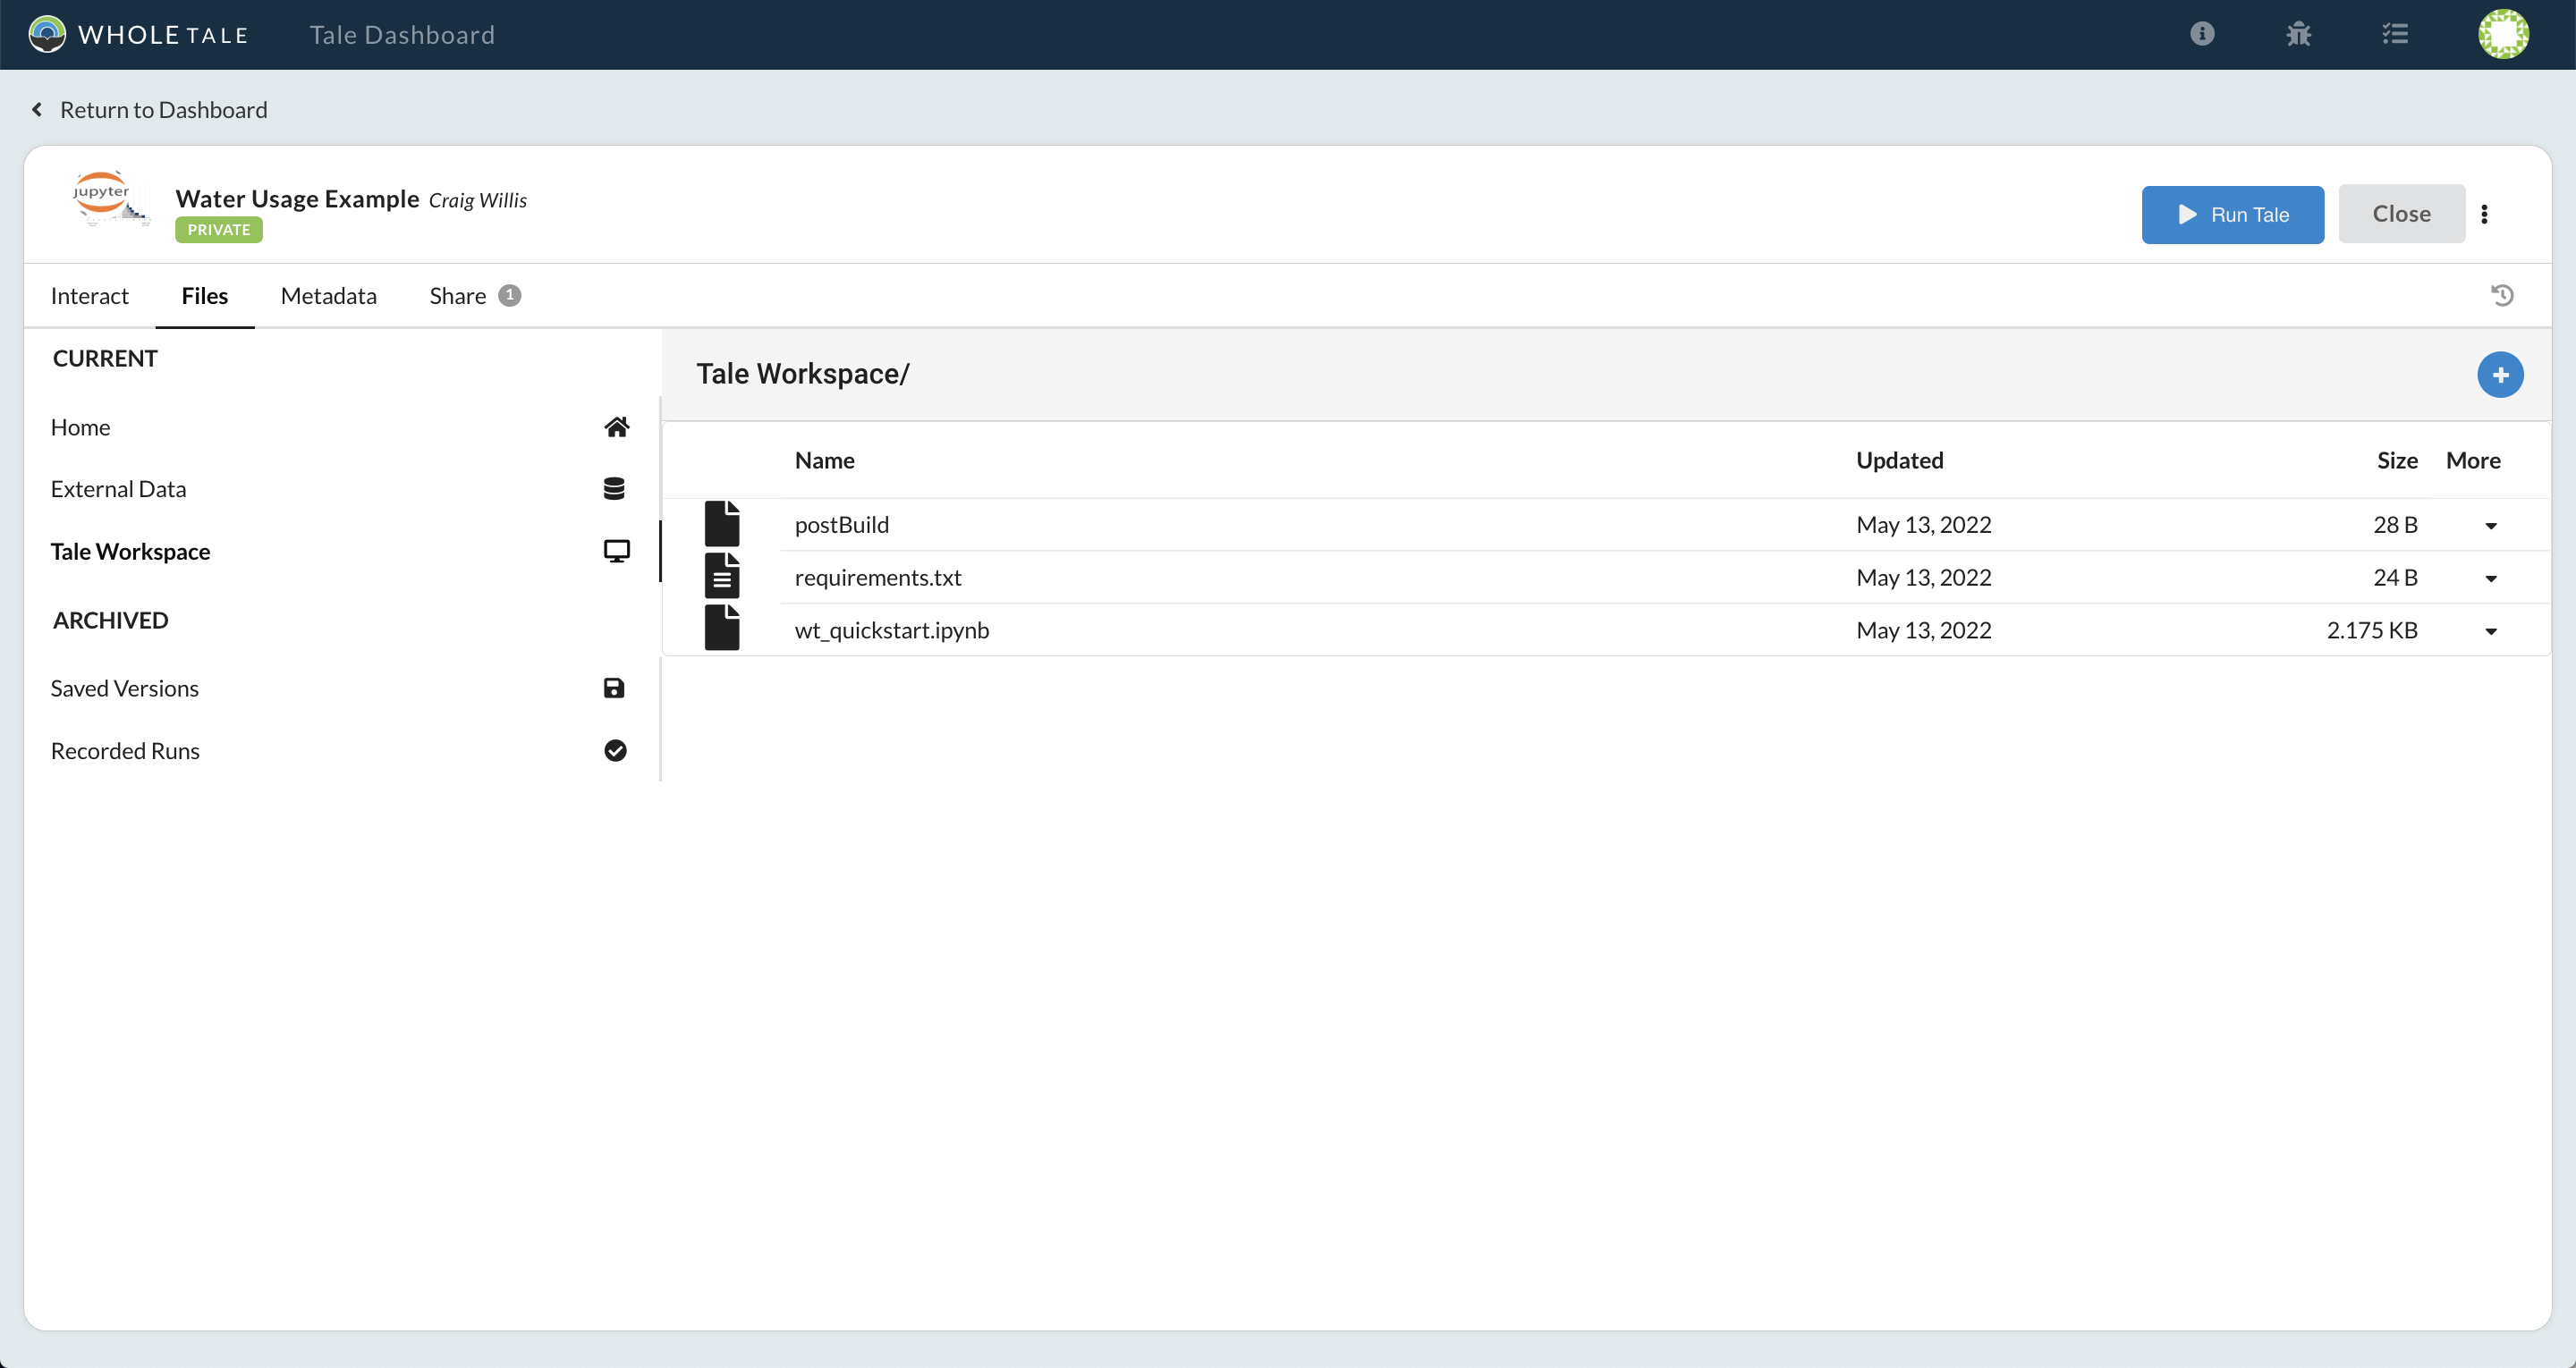 WHOLE TALE Tale Dashboard
Return to Dashboard
jupyter
Water Usage Example Craig Willis
PRIVATE
Run Tale Close
Interact Files Metadata Share 1
CURRENT
Tale Workspace/
Home
External Data
Tale Workspace
ARCHIVED
Saved Versions
Recorded Runs
Name Updated Size More
postBuild May 13, 2022 28 B
requirements.txt May 13, 2022 24 B
wt_quickstart.ipynb May 13, 2022 2.175 KB